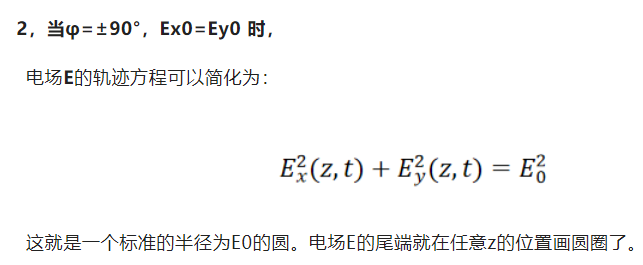 2，当φ=±90°，Ex0=Ey0 时，
电场E的轨迹方程可以简化为：
E_x^2(z, t) + E_y^2(z, t) = E_0^2
这就是一个标准的半径为E0的圆。电场E的尾端就在任意z的位置画圆圈了。